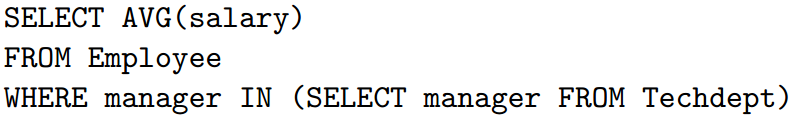 SELECT AVG(salary)
FROM Employee
WHERE manager IN (SELECT manager FROM Techdept)